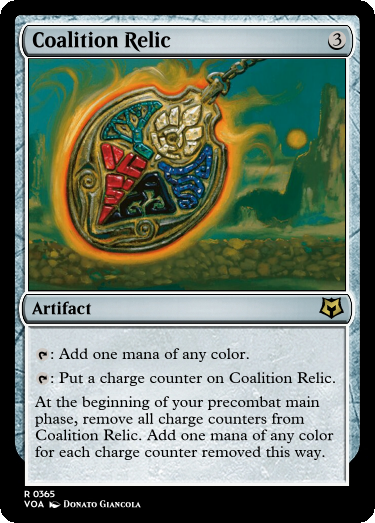 Coalition Relic 3
Artifact
: Add one mana of any color.
: Put a charge counter on Coalition Relic.
At the beginning of your precombat main
phase, remove all charge counters from
Coalition Relic. Add one mana of any color
for each charge counter removed this way.
R 0365
VOA Donato Giancola